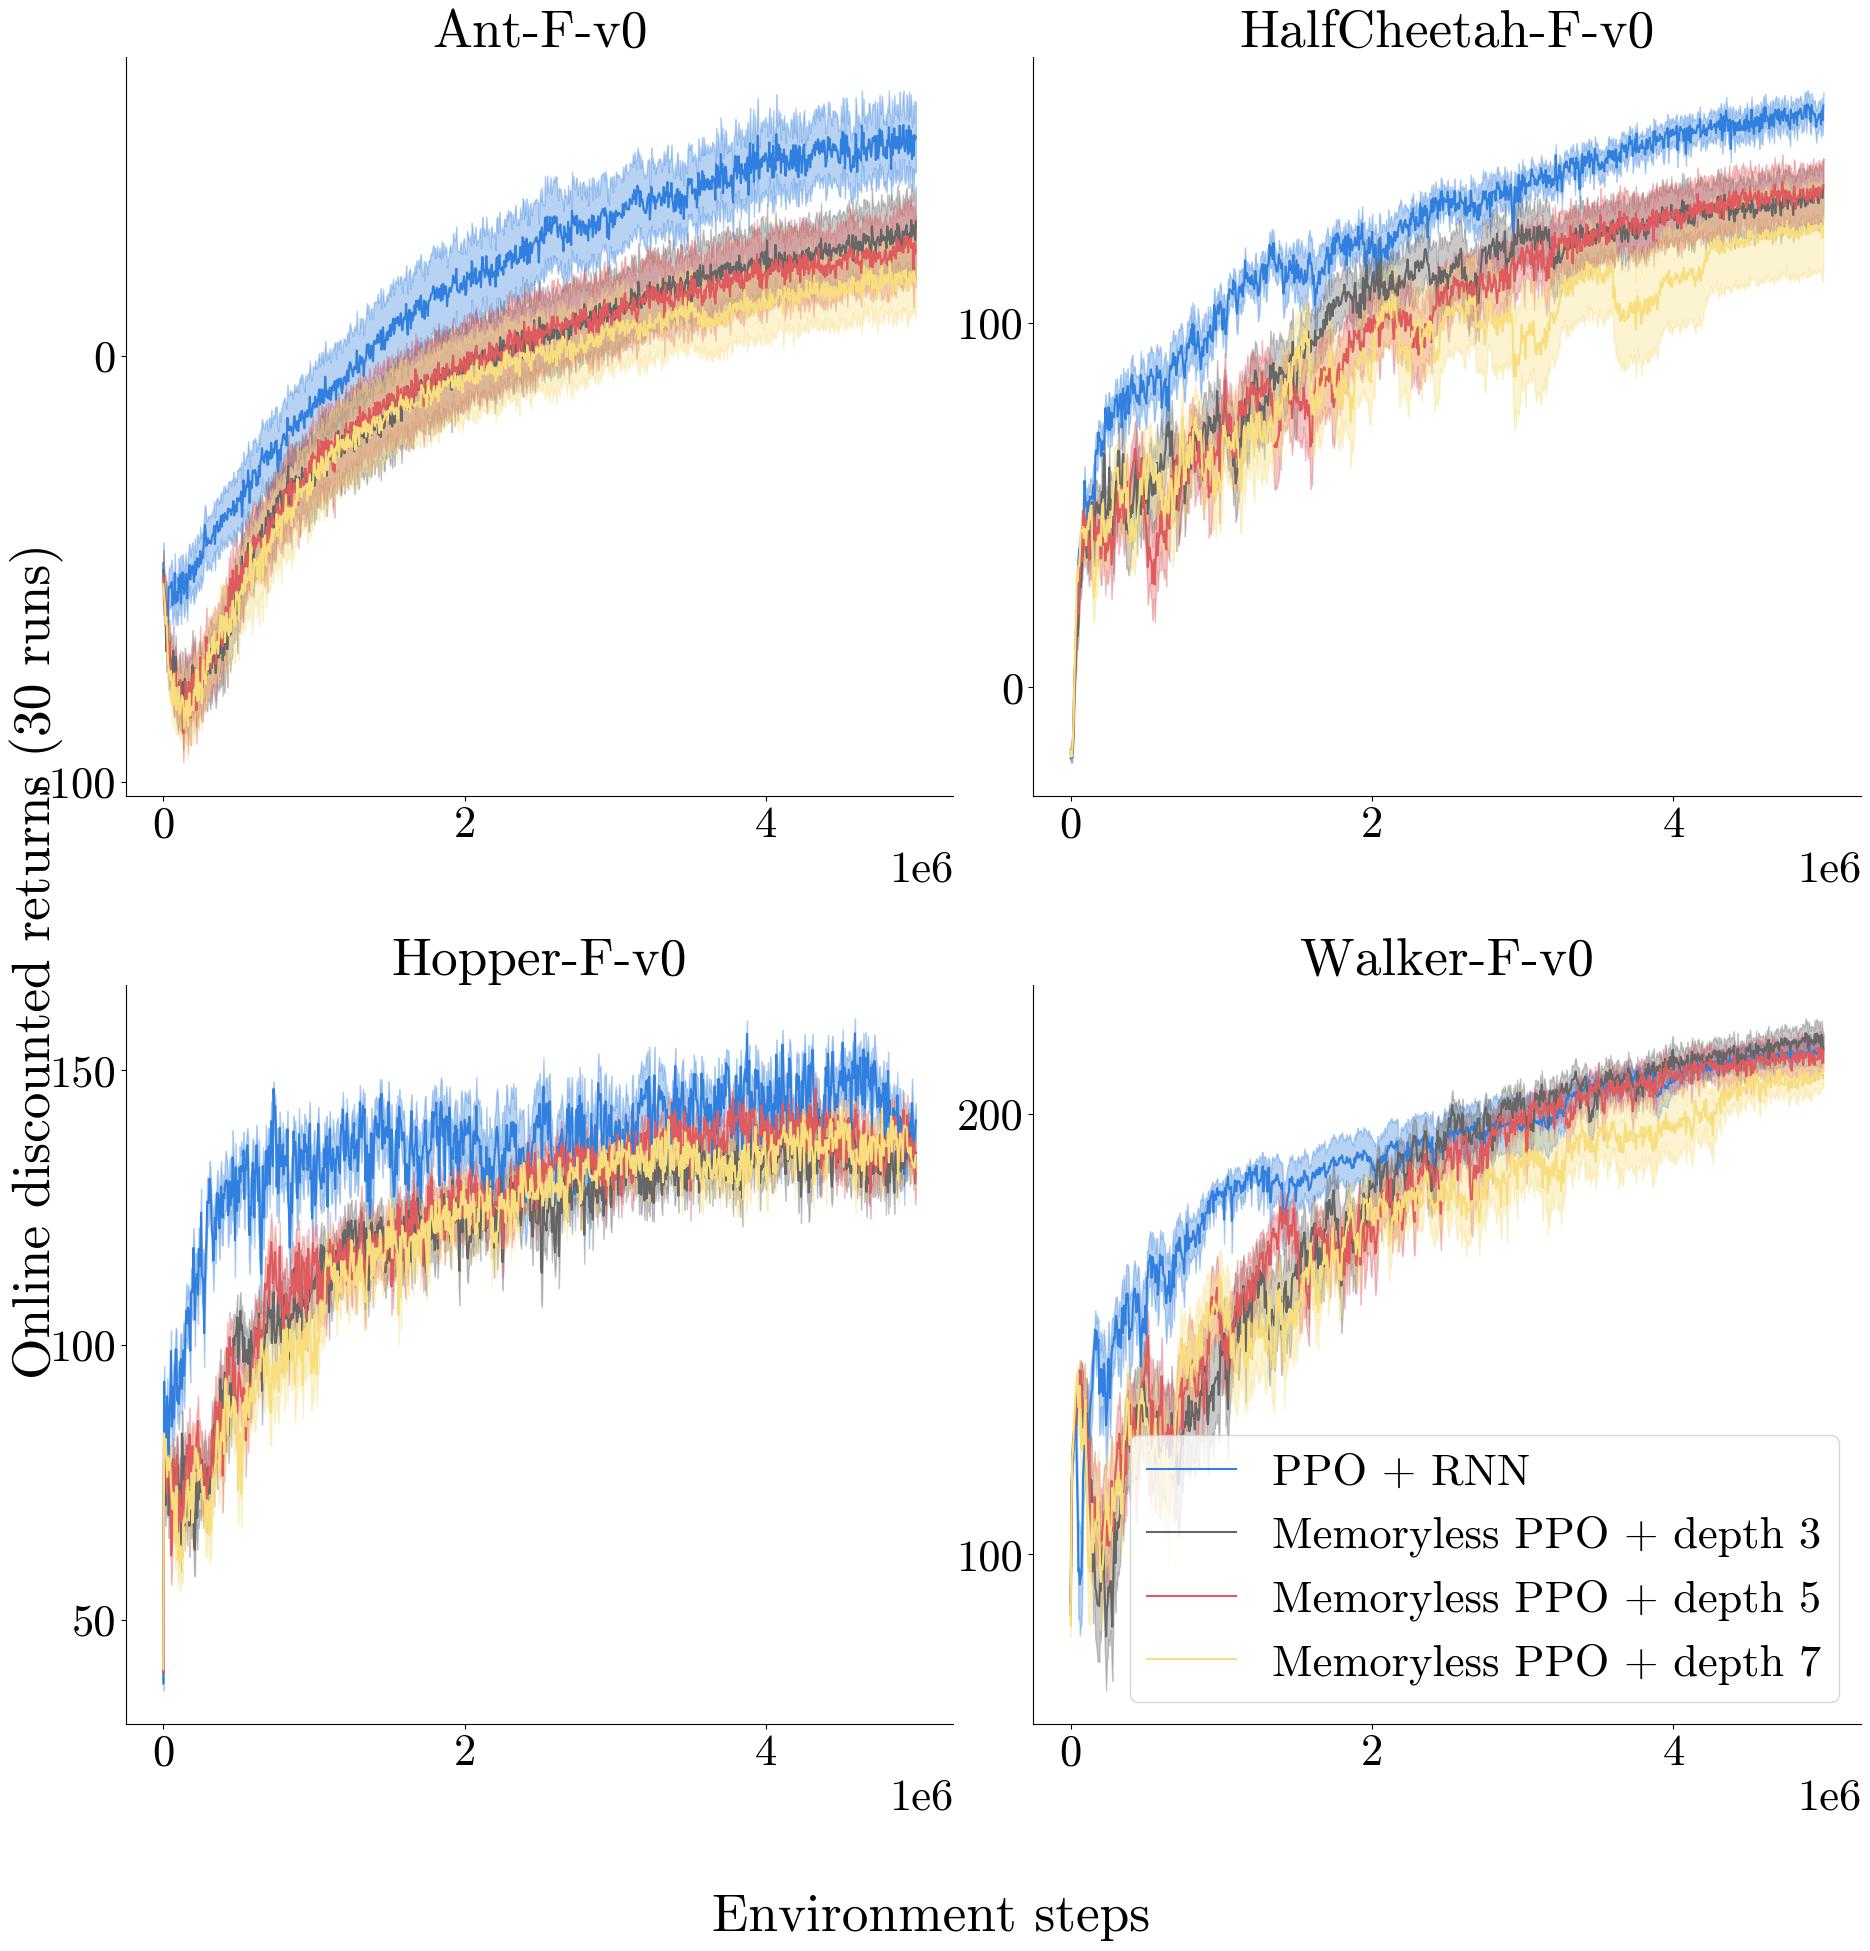 Ant-F-v0
HalfCheetah-F-v0
Online discounted returns (30 runs)
0
100
0 2 4
1e6
100
0
0 2 4
1e6
Hopper-F-v0
Walker-F-v0
150
100
50
0 2 4
1e6
200
100
0 2 4
1e6
PPO + RNN
Memoryless PPO + depth 3
Memoryless PPO + depth 5
Memoryless PPO + depth 7
Environment steps